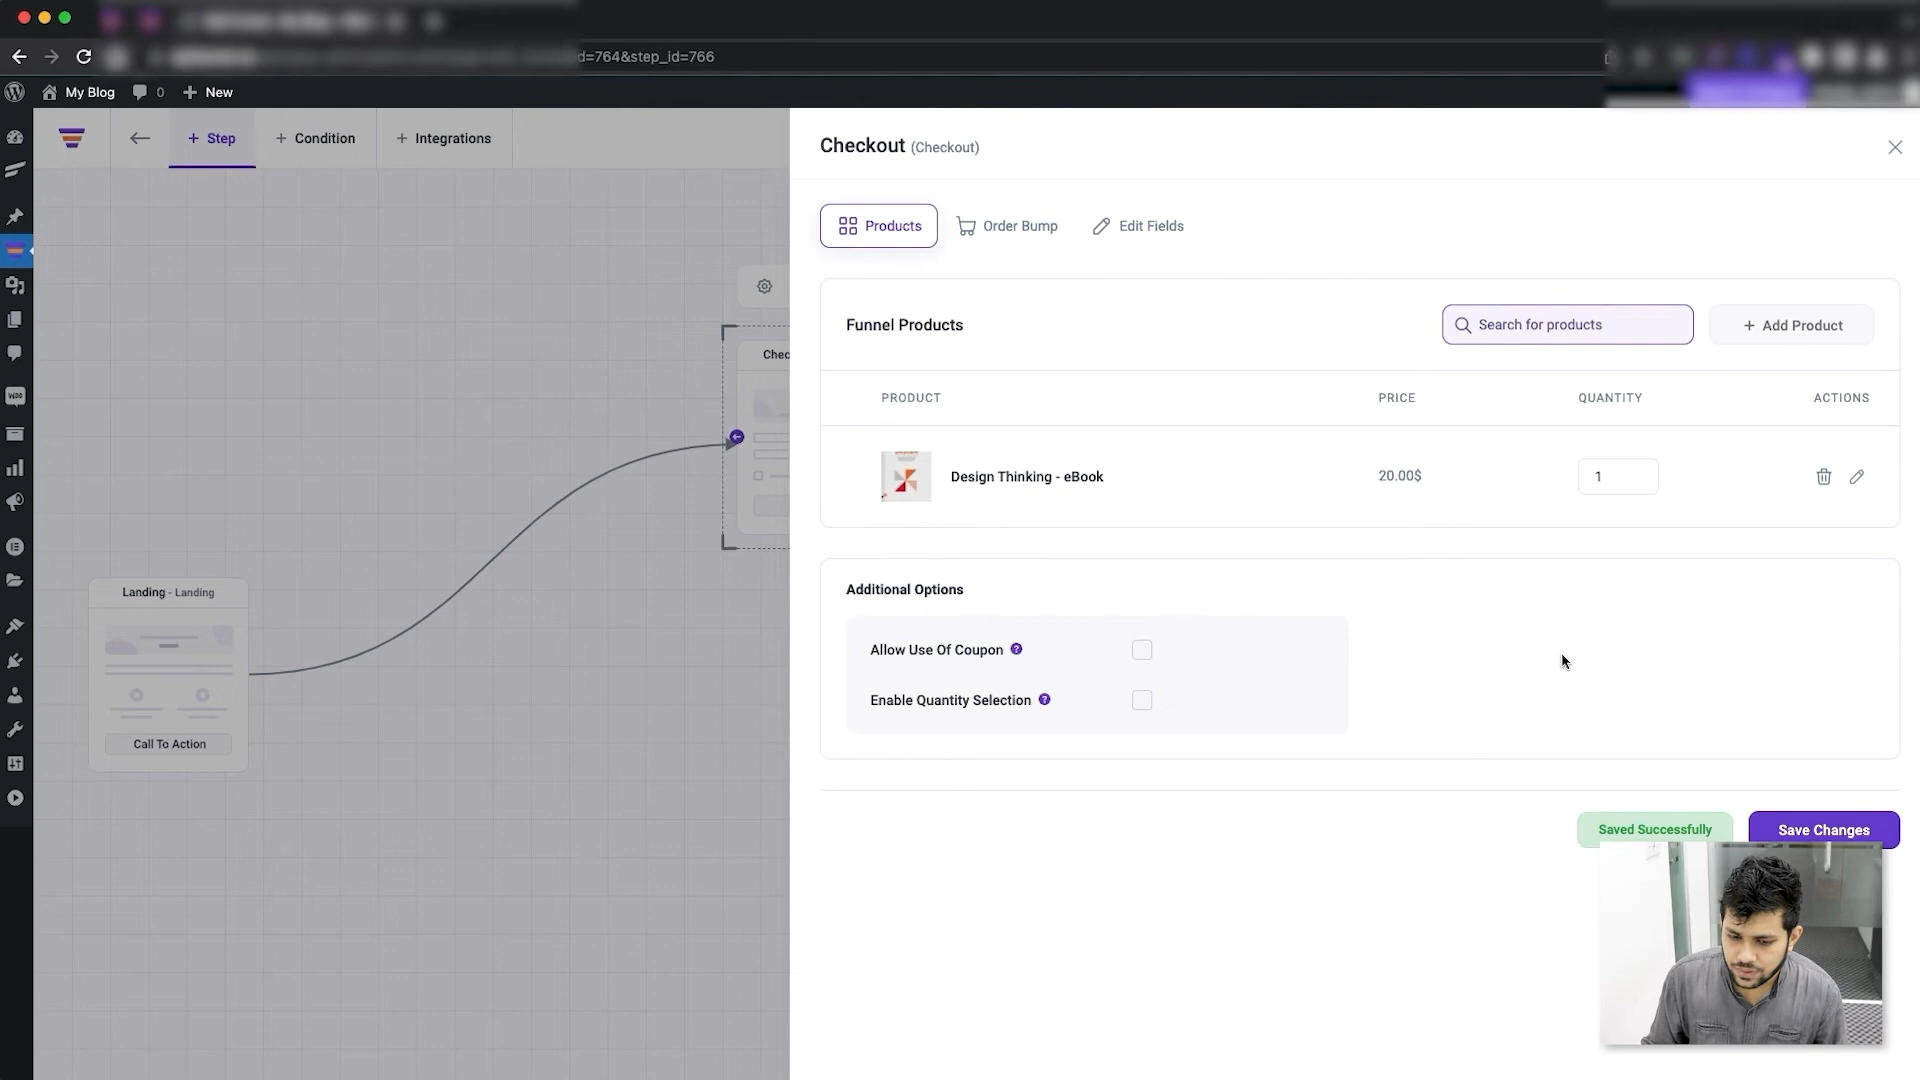 d=764&step_id=766
My Blog
0
New
Step
Condition
Integrations
Checkout (Checkout)
Products
Order Bump
Edit Fields
Funnel Products
Search for products
Add Product
PRODUCT
PRICE
QUANTITY
ACTIONS
Design Thinking - eBook
20.00$
1
Chec
Landing - Landing
Call To Action
Additional Options
Allow Use Of Coupon ?
Enable Quantity Selection ?
Saved Successfully
Save Changes